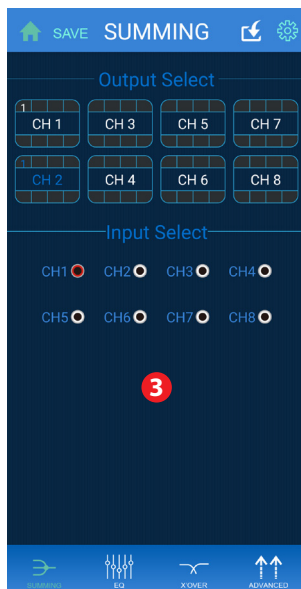 SAVE SUMMING
Output Select
1 CH 1 CH 3 CH 5 CH 7
1 CH 2 CH 4 CH 6 CH 8
Input Select
CH1 CH2 CH3 CH4
CH5 CH6 CH7 CH8
3
SUMMING EQ X'OVER ADVANCED